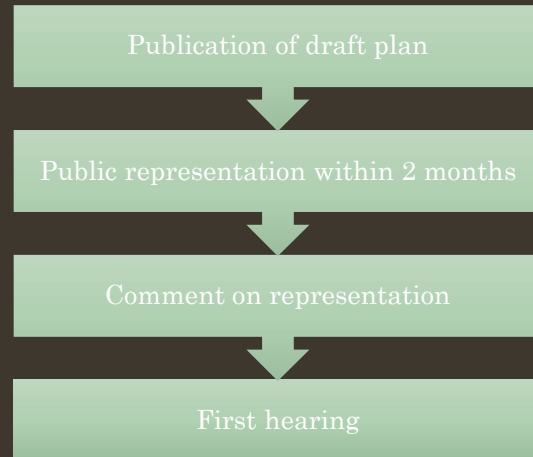 Publication of draft plan
Public representation within 2 months
Comment on representation
First hearing